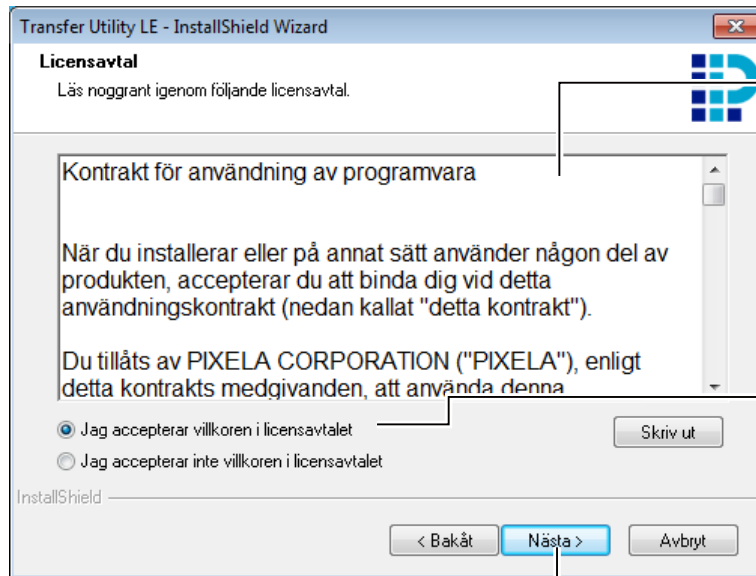 Transfer Utility LE - InstallShield Wizard
Licensavtal
Läs noggrant igenom följande licensavtal.
Kontrakt för användning av programvara
När du installerar eller på annat sätt använder någon del av
produkten, accepterar du att binda dig vid detta
användningskontrakt (nedan kallat "detta kontrakt").
Du tillåts av PIXELA CORPORATION ("PIXELA"), enligt
detta kontrakts medgivanden, att använda denna
Jag accepterar villkoren i licensavtalet
Skriv ut
Jag accepterar inte villkoren i licensavtalet
InstallShield
< Bakåt
Nästa >
Avbryt